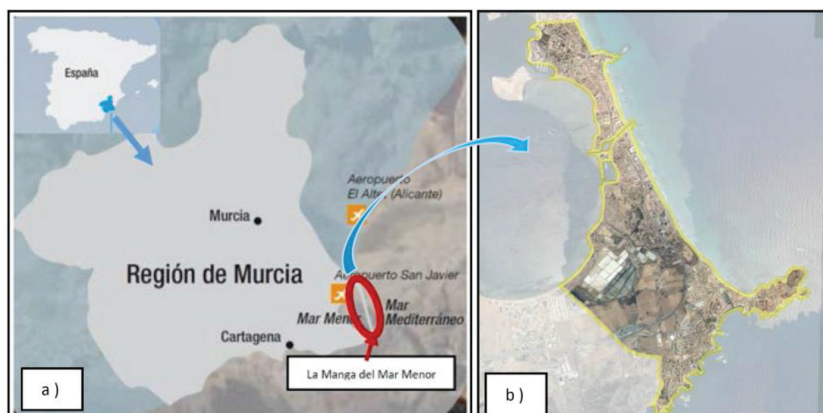 España
Aeropuerto
El Altet (Alicante)
Murcia
Región de Murcia
Aeropuerto San Javier
Mar Menor
Mar
Mediterráneo
Cartagena
La Manga del Mar Menor
a )
b )